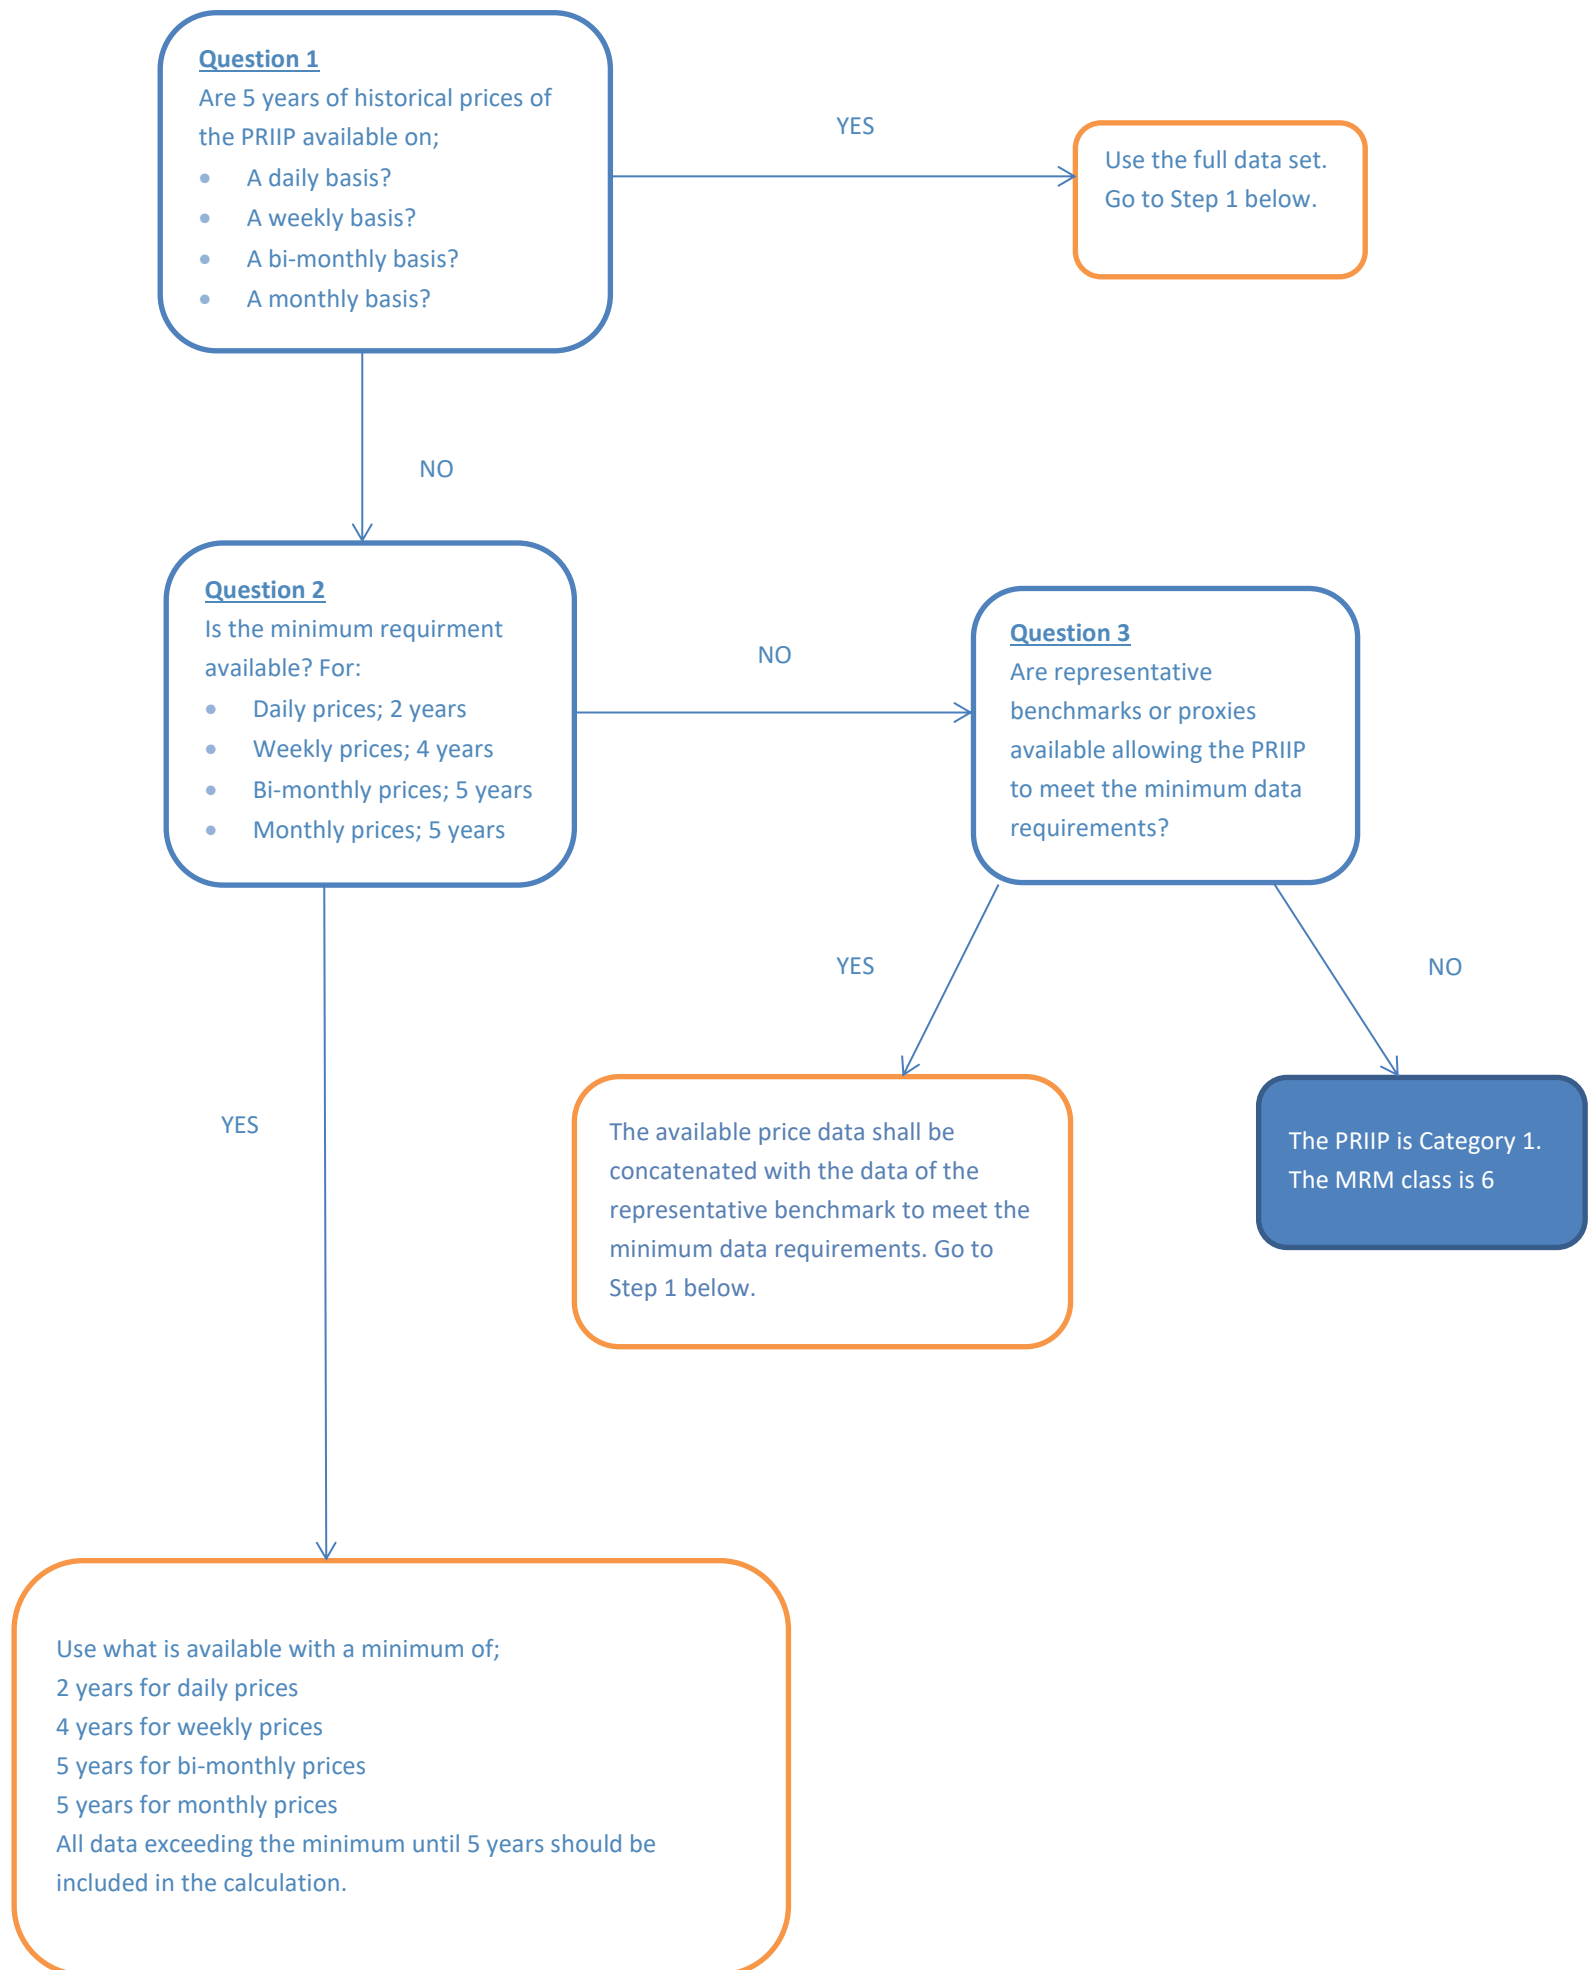 Question 1
Are 5 years of historical prices of
the PRIIP available on;
• A daily basis?
• A weekly basis?
• A bi-monthly basis?
• A monthly basis?
YES
Use the full data set.
Go to Step 1 below.
NO
Question 2
Is the minimum requirment
available? For:
• Daily prices; 2 years
• Weekly prices; 4 years
• Bi-monthly prices; 5 years
• Monthly prices; 5 years
NO
Question 3
Are representative
benchmarks or proxies
available allowing the PRIIP
to meet the minimum data
requirements?
YES
NO
The available price data shall be
concatenated with the data of the
representative benchmark to meet the
minimum data requirements. Go to
Step 1 below.
The PRIIP is Category 1.
The MRM class is 6
YES
Use what is available with a minimum of;
2 years for daily prices
4 years for weekly prices
5 years for bi-monthly prices
5 years for monthly prices
All data exceeding the minimum until 5 years should be
included in the calculation.